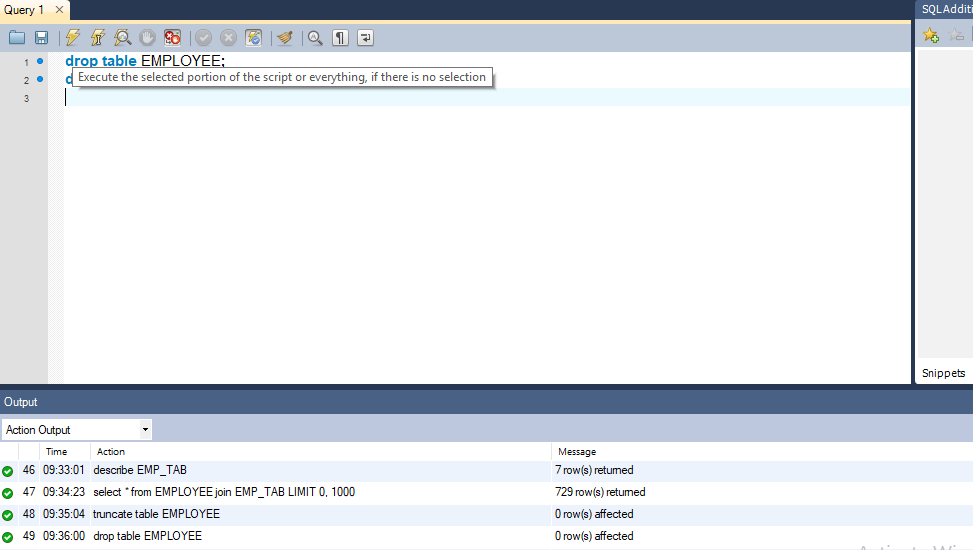 Query 1
SQLAdditi
1 drop table EMPLOYEE;
Execute the selected portion of the script or everything, if there is no selection
2 d
3
Snippets
Output
Action Output
Time Action Message
46 09:33:01 describe EMP_TAB 7 row(s) returned
47 09:34:23 select * from EMPLOYEE join EMP_TAB LIMIT 0, 1000 729 row(s) returned
48 09:35:04 truncate table EMPLOYEE 0 row(s) affected
49 09:36:00 drop table EMPLOYEE 0 row(s) affected